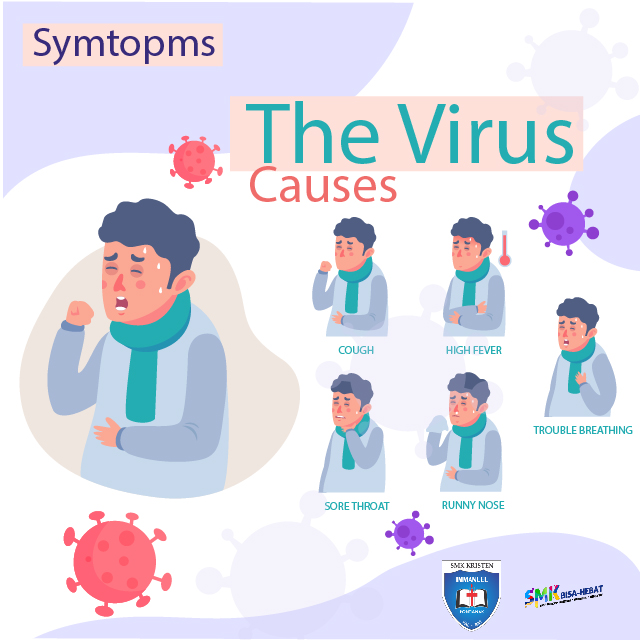 Symtopms
The Virus
Causes
COUGH
HIGH FEVER
TROUBLE BREATHING
SORE THROAT
RUNNY NOSE
SMK KRISTEN
IMMANUEL
PONTIANAK
SMK BISA-HEBAT